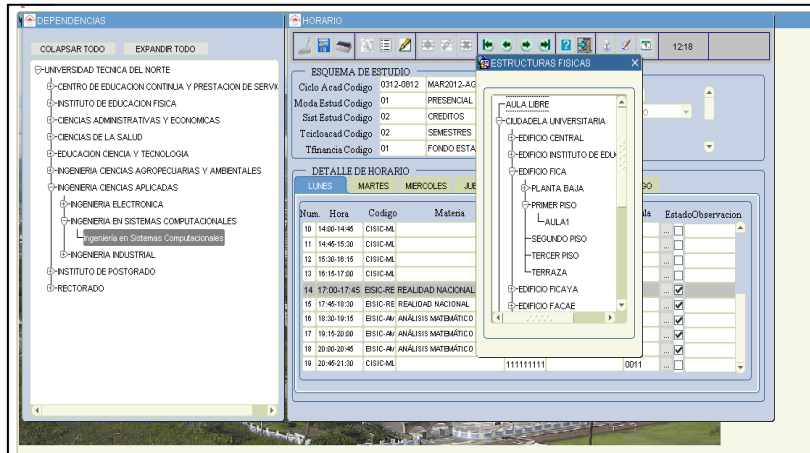 DEPENDENCIAS
COLAPSAR TODO EXPANDIR TODO
UNIVERSIDAD TECNICA DEL NORTE
CENTRO DE EDUCACION CONTINUA Y PRESTACION DE SERVI
INSTITUTO DE EDUCACION FISICA
CIENCIAS ADMINISTRATIVAS Y ECONOMICAS
CIENCIAS DE LA SALUD
EDUCACION CIENCIA Y TECNOLOGIA
INGENERIA CIENCIAS AGROPECUARIAS Y AMBIENTALES
INGENERIA CIENCIAS APLICADAS
INGENIERIA ELECTRONICA
INGENIERIA EN SISTEMAS COMPUTACIONALES
Ingeniería en Sistemas Computacionales
INGENIERIA INDUSTRIAL
INSTITUTO DE POSTGRADO
RECTORADO
HORARIO
12:18
ESQUEMA DE ESTUDIO
Ciclo Acad Codigo 0312-0812 MAR2012-AG
Moda Estud Codigo 01 PRESENCIAL
Sist Estud Codigo 02 CREDITOS
Tcicloacad Codigo 02 SEMESTRES
Tfinancia Codigo 01 FONDO ESTA
DETALLE DE HORARIO
LUNES MARTES MIERCOLES JUE GO
Num. Hora Codigo Materia ula Estado Observacion
10 14:00-14:45 CISIC-ML ...
11 14:45-15:30 CISIC-ML ...
12 15:30-16:15 CISIC-ML ...
13 16:15-17:00 CISIC-ML ...
14 17:00-17:45 EISIC-RE REALIDAD NACIONAL ...
15 17:45-18:30 EISIC-RE REALIDAD NACIONAL ...
16 18:30-19:15 EISIC-AM ANÁLISIS MATEMÁTICO ...
17 19:15-20:00 EISIC-AM ANÁLISIS MATEMÁTICO ...
18 20:00-20:45 EISIC-AM ANÁLISIS MATEMÁTICO ...
19 20:45-21:30 CISIC-ML 111111111 0011 ...
ESTRUCTURAS FISICAS X
AULA LIBRE
CIUDADELA UNIVERSITARIA
EDIFICIO CENTRAL
EDIFICIO INSTITUTO DE EDU
EDIFICIO FICA
PLANTA BAJA
PRIMER PISO
AULA1
SEGUNDO PISO
TERCER PISO
TERRAZA
EDIFICIO FICAYA
EDIFICIO FACAE